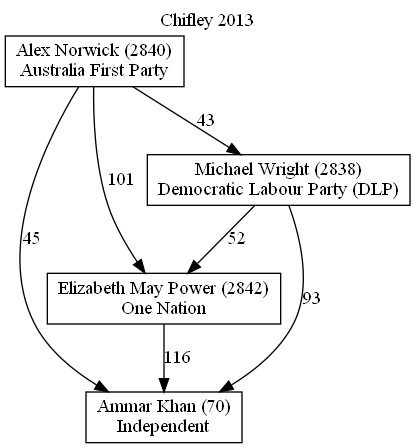 Chifley 2013
Alex Norwick (2840)
Australia First Party
43
Michael Wright (2838)
Democratic Labour Party (DLP)
101
45
52
Elizabeth May Power (2842)
One Nation
93
116
Ammar Khan (70)
Independent